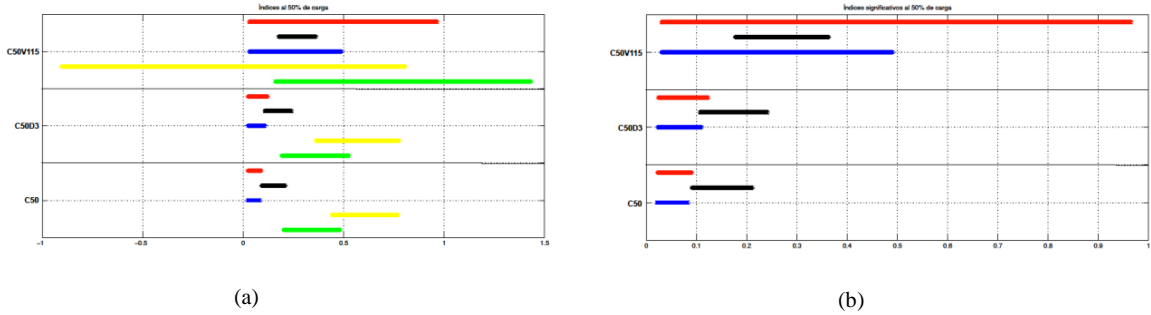 Índices al 50% de carga
C50V115
C50D3
C50
-1 -0.5 0 0.5 1 1.5
(a)
Índices significativos al 50% de carga
C50V115
C50D3
C50
0 0.1 0.2 0.3 0.4 0.5 0.6 0.7 0.8 0.9 1
(b)